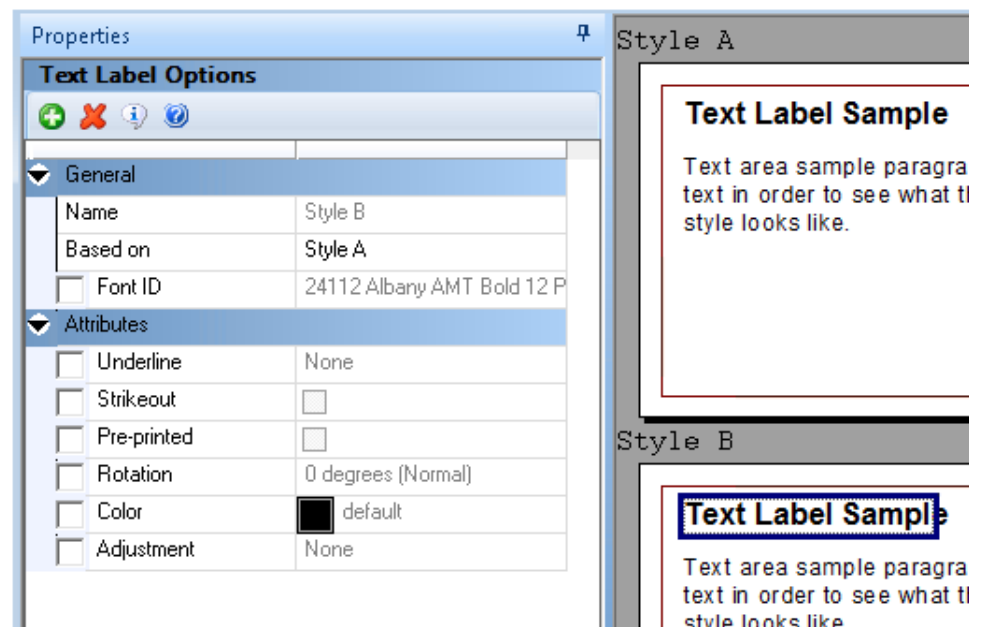 Properties
Text Label Options
General
Name Style B
Based on Style A
Font ID 24112 Albany AMT Bold 12 P
Attributes
Underline None
Strikeout
Pre-printed
Rotation 0 degrees (Normal)
Color default
Adjustment None
Style A
Text Label Sample
Text area sample paragra
text in order to see what tl
style looks like.
Style B
Text Label Sample
Text area sample paragra
text in order to see what tl
style looks like